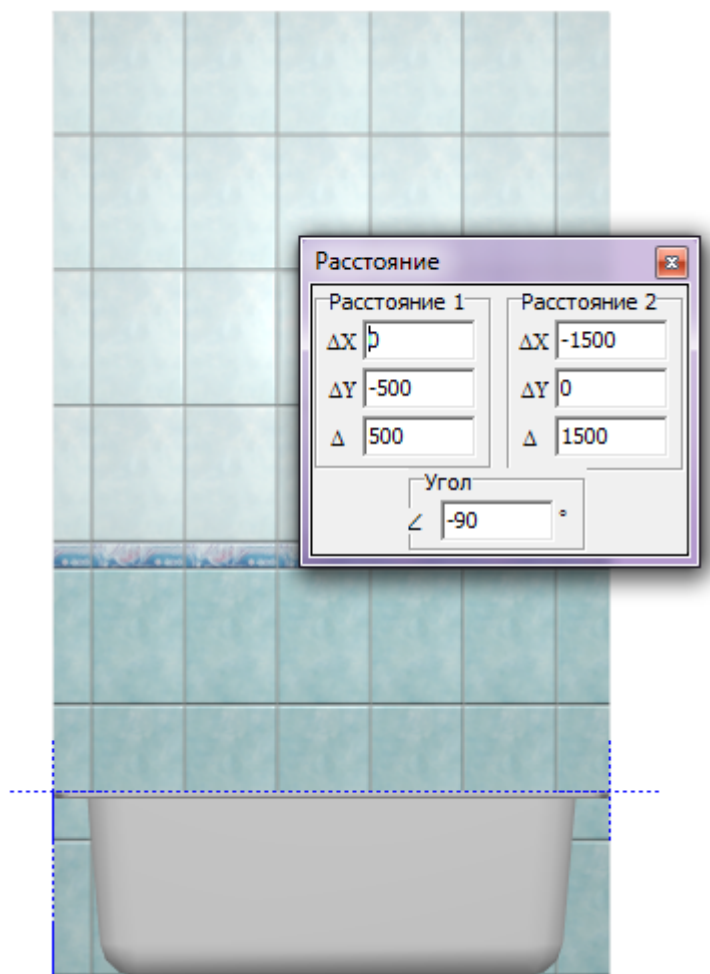 Расстояние
Расстояние 1 Расстояние 2
ΔX 0 ΔX -1500
ΔY -500 ΔY 0
Δ 500 Δ 1500
Угол
∠ -90 °